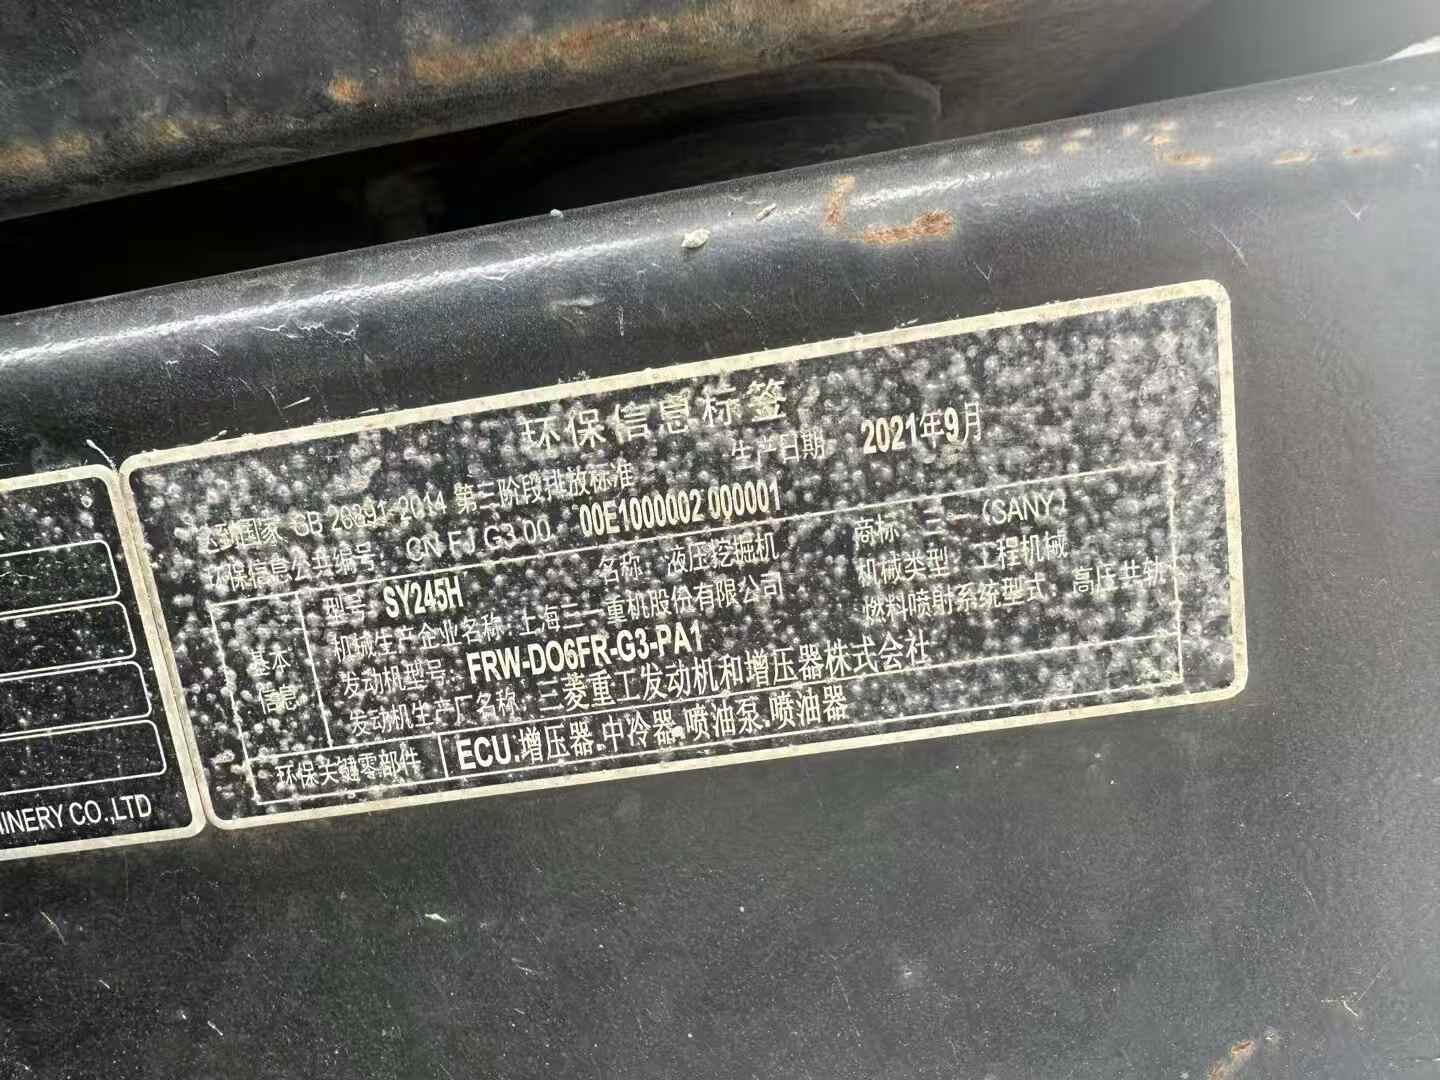 环保信息标签
达到国家 GB 20891-2014 第三阶段排放标准
生产日期 2021年9月
环保信息公共编号 CN FJ G3 00 00E1000002 000001
基本信息
型号 SY245H 名称: 液压挖掘机 商标: 三一(SANY)
机械生产企业名称: 上海三一重机股份有限公司 机械类型: 工程机械
发动机型号: FRW-DO6FR-G3-PA1 燃料喷射系统型式: 高压共轨
发动机生产厂名称: 三菱重工发动机和增压器株式会社
环保关键零部件 ECU.增压器.中冷器.喷油泵.喷油器
CO.,LTD